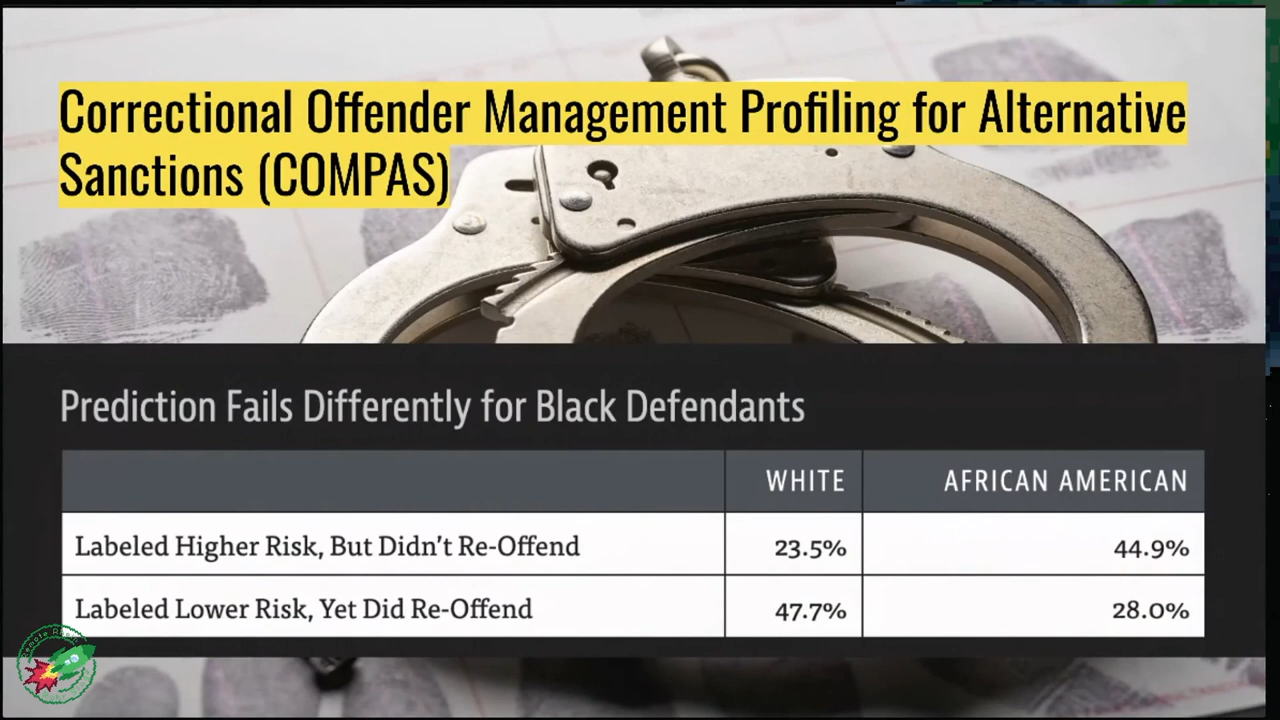 Correctional Offender Management Profiling for Alternative
Sanctions (COMPAS)
Prediction Fails Differently for Black Defendants
WHITE AFRICAN AMERICAN
Labeled Higher Risk, But Didn't Re-Offend 23.5% 44.9%
Labeled Lower Risk, Yet Did Re-Offend 47.7% 28.0%